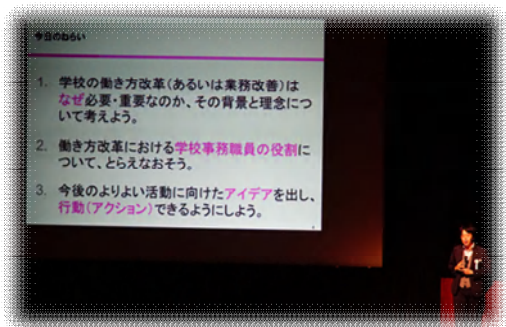 今日のねらい
1. 学校の働き方改革(あるいは業務改善)は
なぜ必要・重要なのか、その背景と理念につ
いて考えよう。
2. 働き方改革における学校事務職員の役割に
ついて、とらえなおそう。
3. 今後のよりよい活動に向けたアイデアを出し、
行動(アクション)できるようにしよう。